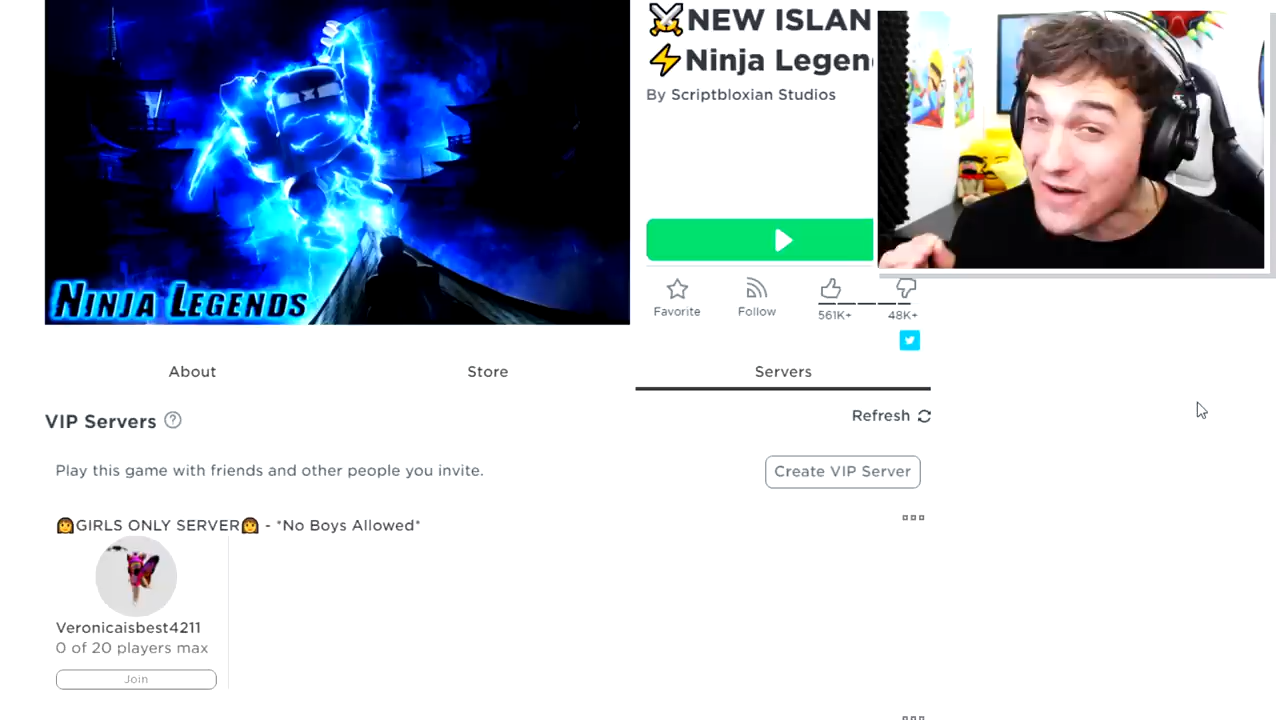 NEW ISLAN
Ninja Legen
By Scriptbloxian Studios
NINJA LEGENDS
Favorite
Follow
561K+
48K+
About
Store
Servers
VIP Servers
Refresh
Play this game with friends and other people you invite.
Create VIP Server
👩GIRLS ONLY SERVER👩 - *No Boys Allowed*
Veronicaisbest4211
0 of 20 players max
Join